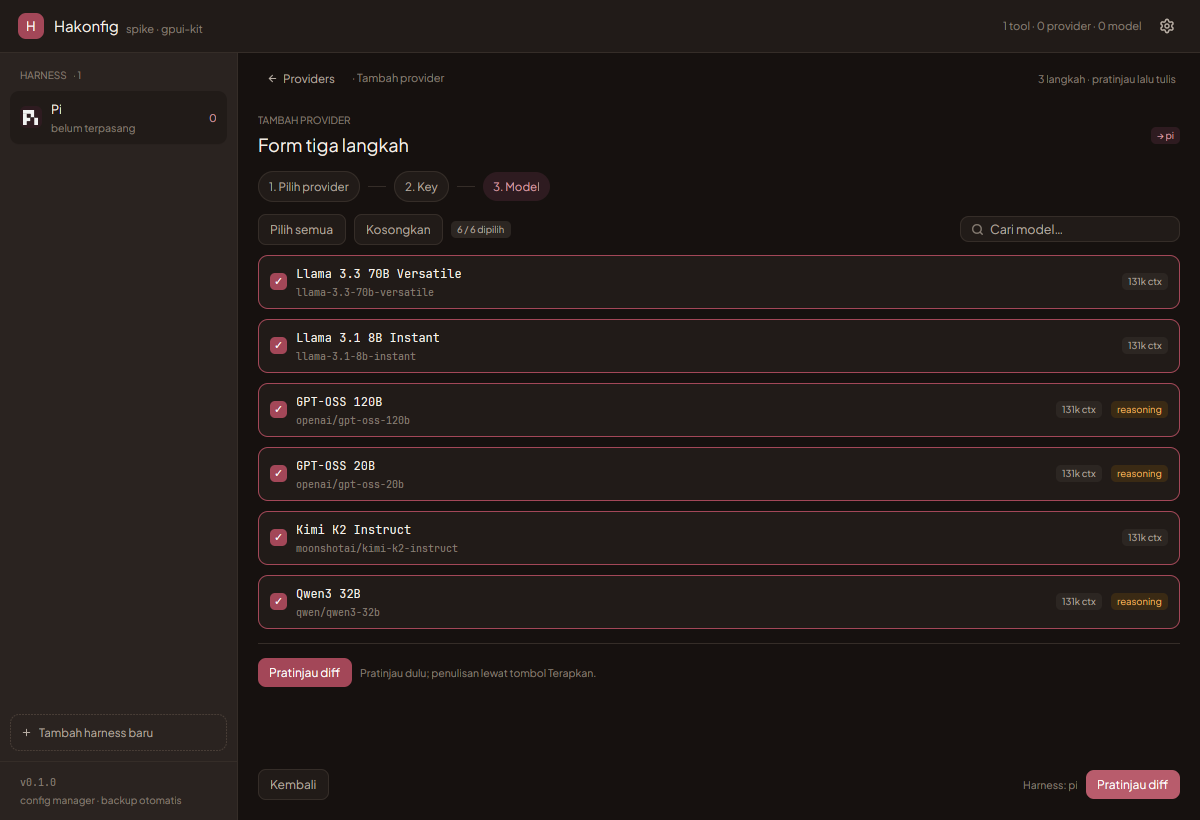 H Hakonfig spike · gpui-kit 1 tool · 0 provider · 0 model
HARNESS · 1
Pi
belum terpasang
0
+ Tambah harness baru
v0.1.0
config manager · backup otomatis
← Providers · Tambah provider 3 langkah · pratinjau lalu tulis
TAMBAH PROVIDER
Form tiga langkah
→ pi
1. Pilih provider 2. Key 3. Model
Pilih semua Kosongkan 6 / 6 dipilih Cari model...
Llama 3.3 70B Versatile
llama-3.3-70b-versatile
131k ctx
Llama 3.1 8B Instant
llama-3.1-8b-instant
131k ctx
GPT-OSS 120B
openai/gpt-oss-120b
131k ctx reasoning
GPT-OSS 20B
openai/gpt-oss-20b
131k ctx reasoning
Kimi K2 Instruct
moonshotai/kimi-k2-instruct
131k ctx
Qwen3 32B
qwen/qwen3-32b
131k ctx reasoning
Pratinjau diff Pratinjau dulu; penulisan lewat tombol Terapkan.
Kembali Harness: pi Pratinjau diff